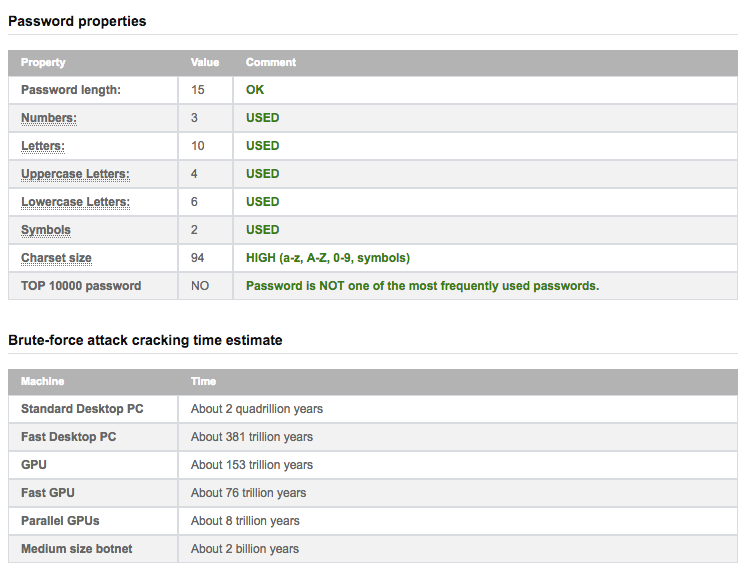 Password properties
Property Value Comment
Password length: 15 OK
Numbers: 3 USED
Letters: 10 USED
Uppercase Letters: 4 USED
Lowercase Letters: 6 USED
Symbols 2 USED
Charset size 94 HIGH (a-z, A-Z, 0-9, symbols)
TOP 10000 password NO Password is NOT one of the most frequently used passwords.
Brute-force attack cracking time estimate
Machine Time
Standard Desktop PC About 2 quadrillion years
Fast Desktop PC About 381 trillion years
GPU About 153 trillion years
Fast GPU About 76 trillion years
Parallel GPUs About 8 trillion years
Medium size botnet About 2 billion years